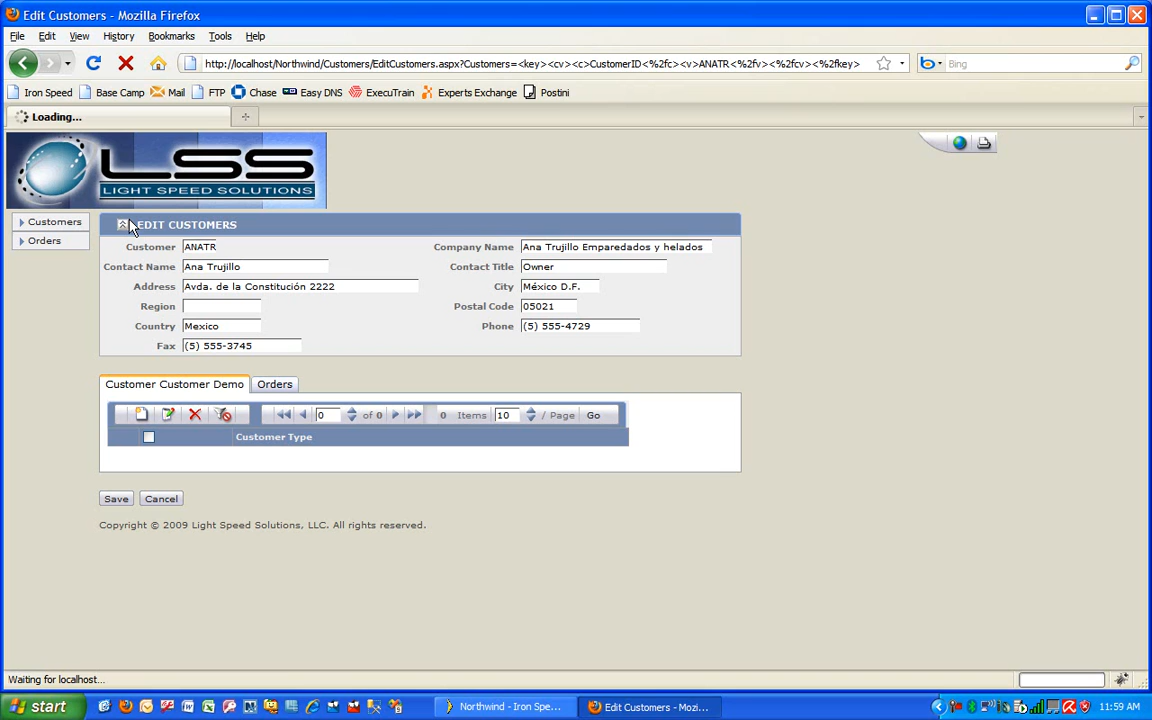 Edit Customers - Mozilla Firefox
File Edit View History Bookmarks Tools Help
http://localhost/Northwind/Customers/EditCustomers.aspx?Customers=<key><cv><c>CustomerID<%2fc><v>ANATR<%2fv><%2fcv><%2fkey>
Bing
Iron Speed Base Camp Mail FTP Chase Easy DNS ExecuTrain Experts Exchange Postini
Loading...
LSS
LIGHT SPEED SOLUTIONS
Customers
Orders
EDIT CUSTOMERS
Customer ANATR Company Name Ana Trujillo Emparedados y helados
Contact Name Ana Trujillo Contact Title Owner
Address Avda. de la Constitución 2222 City México D.F.
Region Postal Code 05021
Country Mexico Phone (5) 555-4729
Fax (5) 555-3745
Customer Customer Demo Orders
0 of 0 0 Items 10 / Page Go
Customer Type
Save Cancel
Copyright © 2009 Light Speed Solutions, LLC. All rights reserved.
Waiting for localhost...
start Northwind - Iron Spe... Edit Customers - Mozi... 11:59 AM